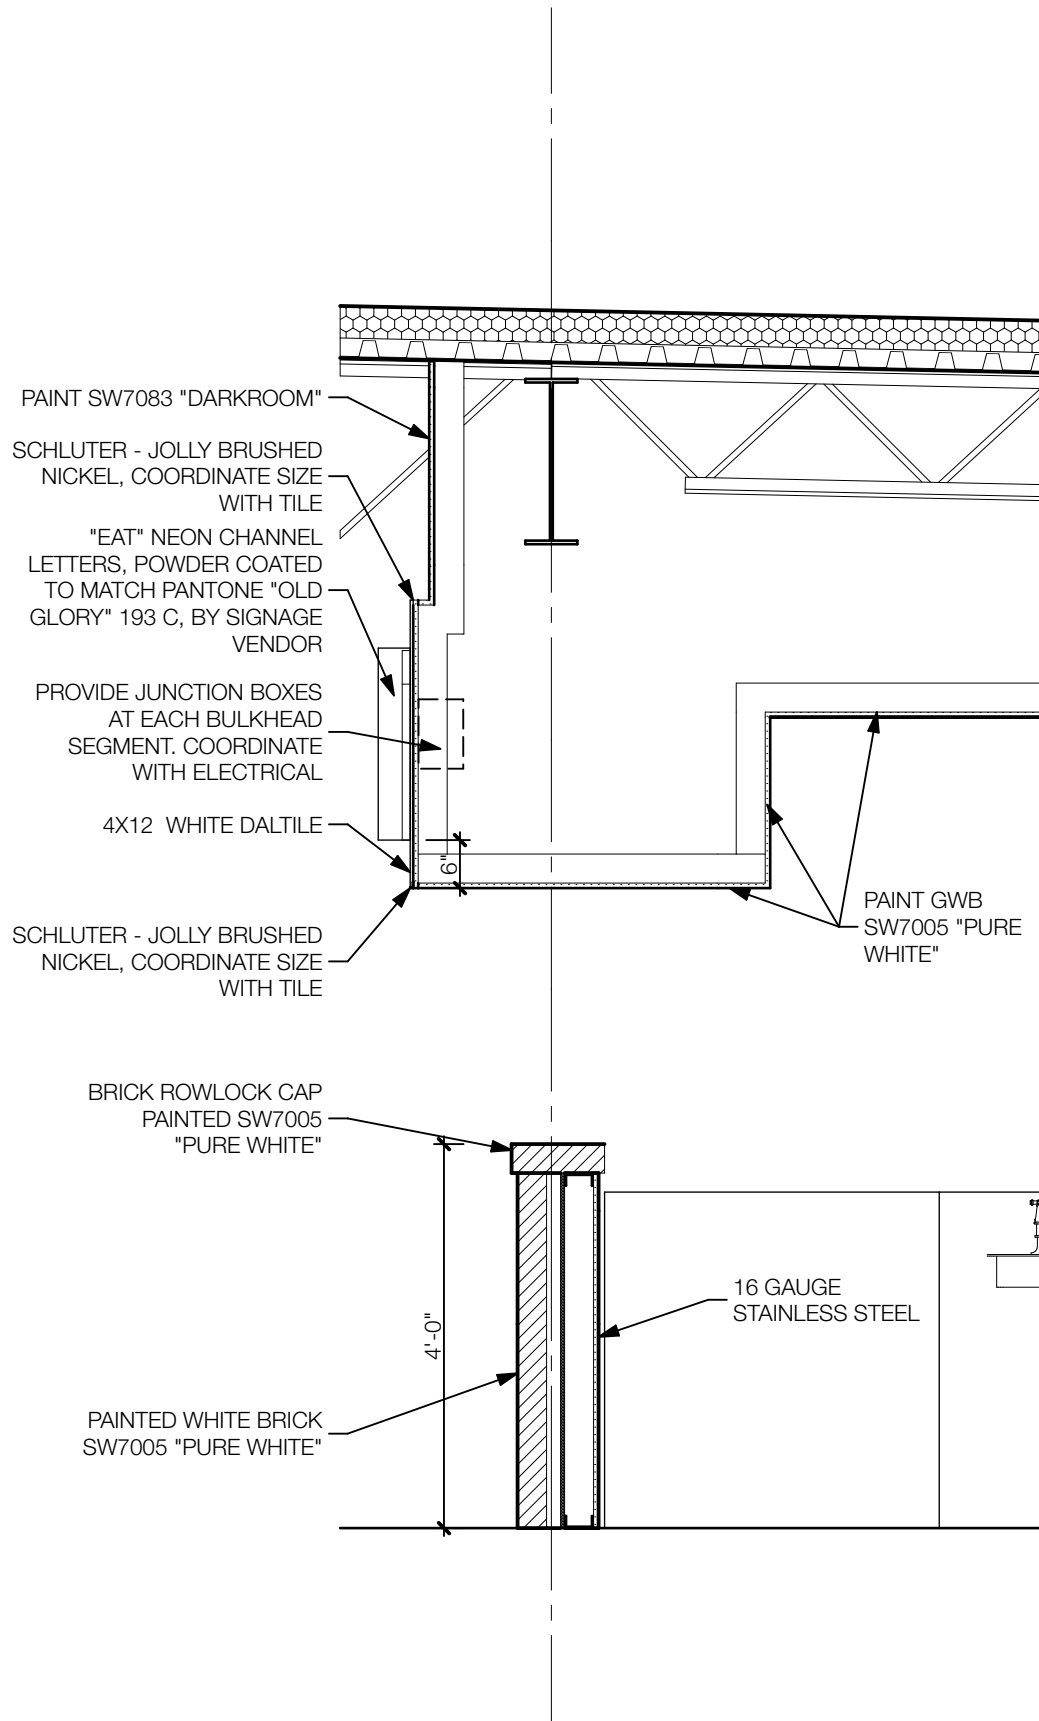 PAINT SW7083 "DARKROOM"
SCHLUTER - JOLLY BRUSHED
NICKEL, COORDINATE SIZE
WITH TILE
"EAT" NEON CHANNEL
LETTERS, POWDER COATED
TO MATCH PANTONE "OLD
GLORY" 193 C, BY SIGNAGE
VENDOR
PROVIDE JUNCTION BOXES
AT EACH BULKHEAD
SEGMENT. COORDINATE
WITH ELECTRICAL
4X12 WHITE DALTILE
6"
SCHLUTER - JOLLY BRUSHED
NICKEL, COORDINATE SIZE
WITH TILE
PAINT GWB
SW7005 "PURE
WHITE"
BRICK ROWLOCK CAP
PAINTED SW7005
"PURE WHITE"
16 GAUGE
STAINLESS STEEL
4'-0"
PAINTED WHITE BRICK
SW7005 "PURE WHITE"